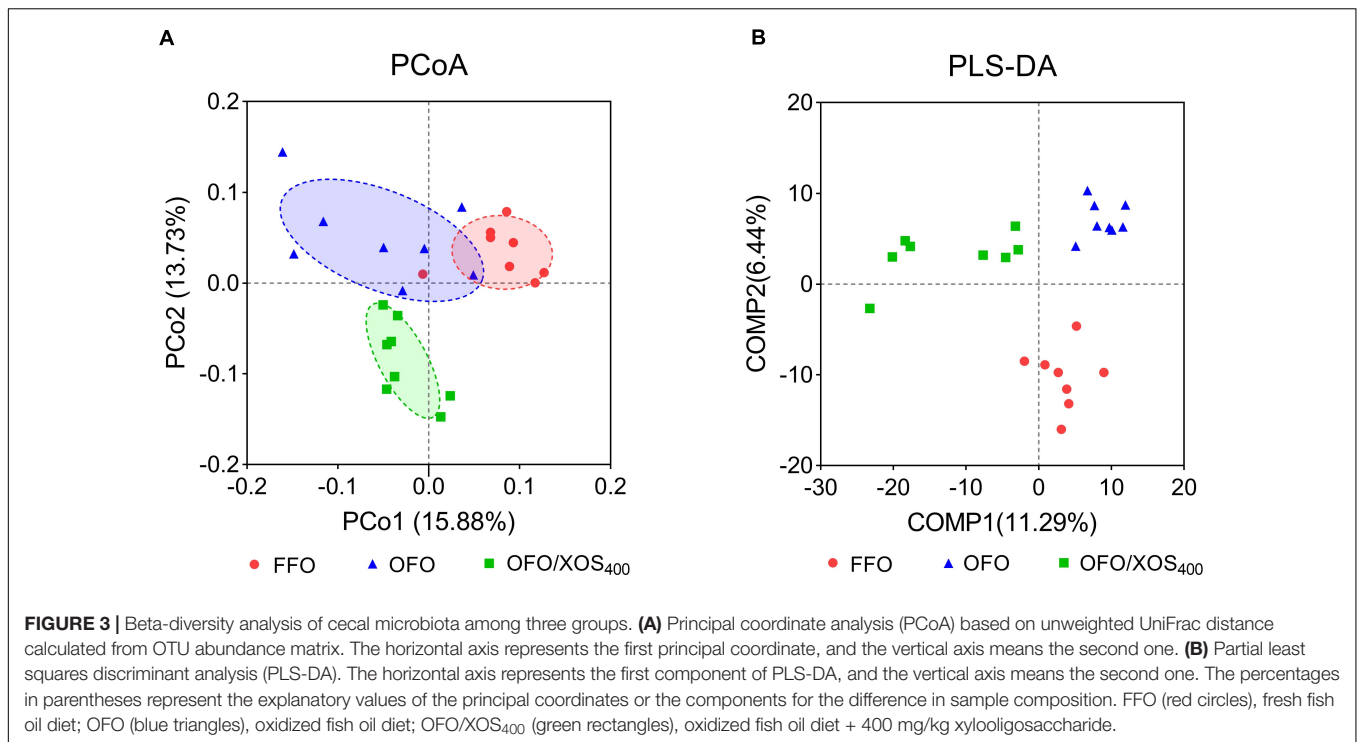 A
PCoA
0.2
0.1
0.0
-0.1
-0.2
PCo2 (13.73%)
-0.2 -0.1 0.0 0.1 0.2
PCo1 (15.88%)
FFO OFO OFO/XOS400
B
PLS-DA
20
10
0
-10
-20
COMP2(6.44%)
-30 -20 -10 0 10 20
COMP1(11.29%)
FFO OFO OFO/XOS400
FIGURE 3 | Beta-diversity analysis of cecal microbiota among three groups. (A) Principal coordinate analysis (PCoA) based on unweighted UniFrac distance
calculated from OTU abundance matrix. The horizontal axis represents the first principal coordinate, and the vertical axis means the second one. (B) Partial least
squares discriminant analysis (PLS-DA). The horizontal axis represents the first component of PLS-DA, and the vertical axis means the second one. The percentages
in parentheses represent the explanatory values of the principal coordinates or the components for the difference in sample composition. FFO (red circles), fresh fish
oil diet; OFO (blue triangles), oxidized fish oil diet; OFO/XOS400 (green rectangles), oxidized fish oil diet + 400 mg/kg xylooligosaccharide.